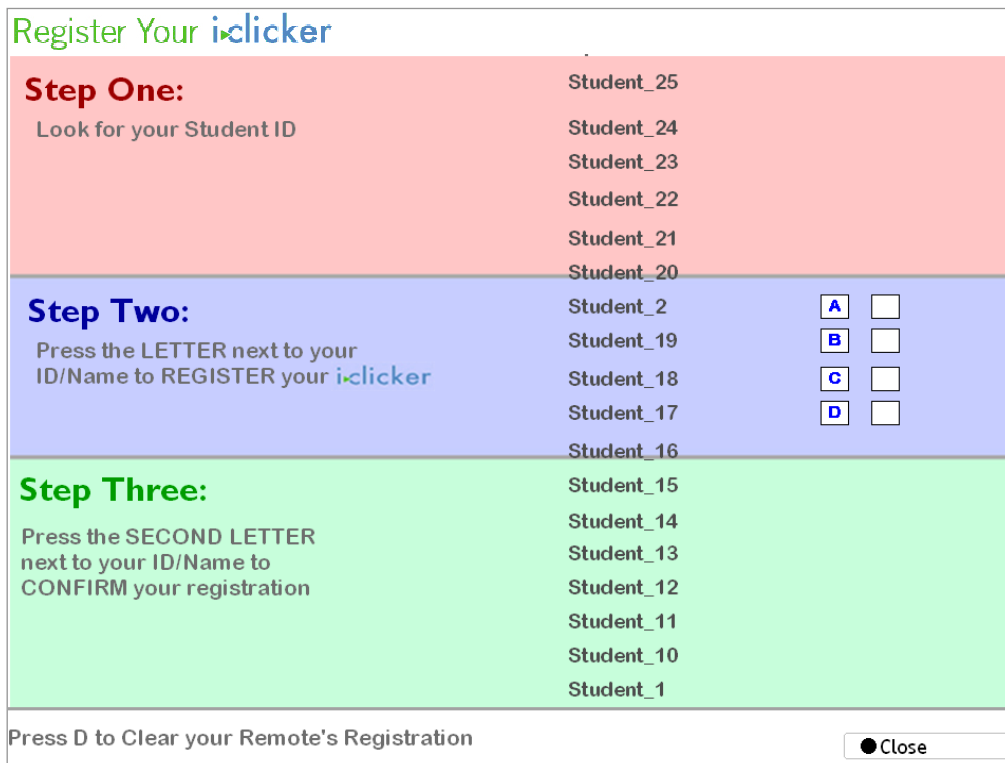 Register Your i>clicker
Step One:
Look for your Student ID
Student_25
Student_24
Student_23
Student_22
Student_21
Student_20
Step Two:
Press the LETTER next to your
ID/Name to REGISTER your i>clicker
Student_2 A
Student_19 B
Student_18 C
Student_17 D
Student_16
Step Three:
Press the SECOND LETTER
next to your ID/Name to
CONFIRM your registration
Student_15
Student_14
Student_13
Student_12
Student_11
Student_10
Student_1
Press D to Clear your Remote's Registration
Close